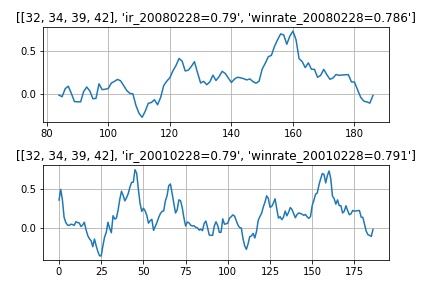 [[32, 34, 39, 42], 'ir_20080228=0.79', 'winrate_20080228=0.786']
0.5
0.0
80 100 120 140 160 180
[[32, 34, 39, 42], 'ir_20010228=0.79', 'winrate_20010228=0.791']
0.5
0.0
0 25 50 75 100 125 150 175